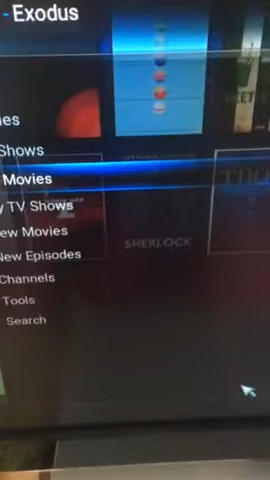 - Exodus
ies
Shows
Movies
y TV Shows
ew Movies
New Episodes
Channels
Tools
Search
SHERLOCK